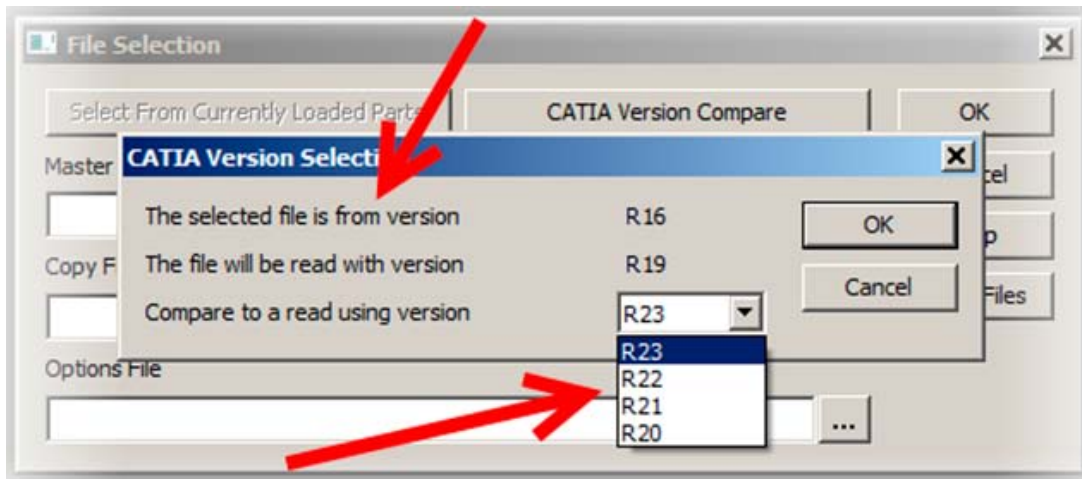 File Selection
Select From Currently Loaded Parts CATIA Version Compare OK
Master
CATIA Version Selecti
The selected file is from version R16 OK
The file will be read with version R19
Copy F
Compare to a read using version R23 Cancel
Files
R23
Options File
R22
R21
R20
...